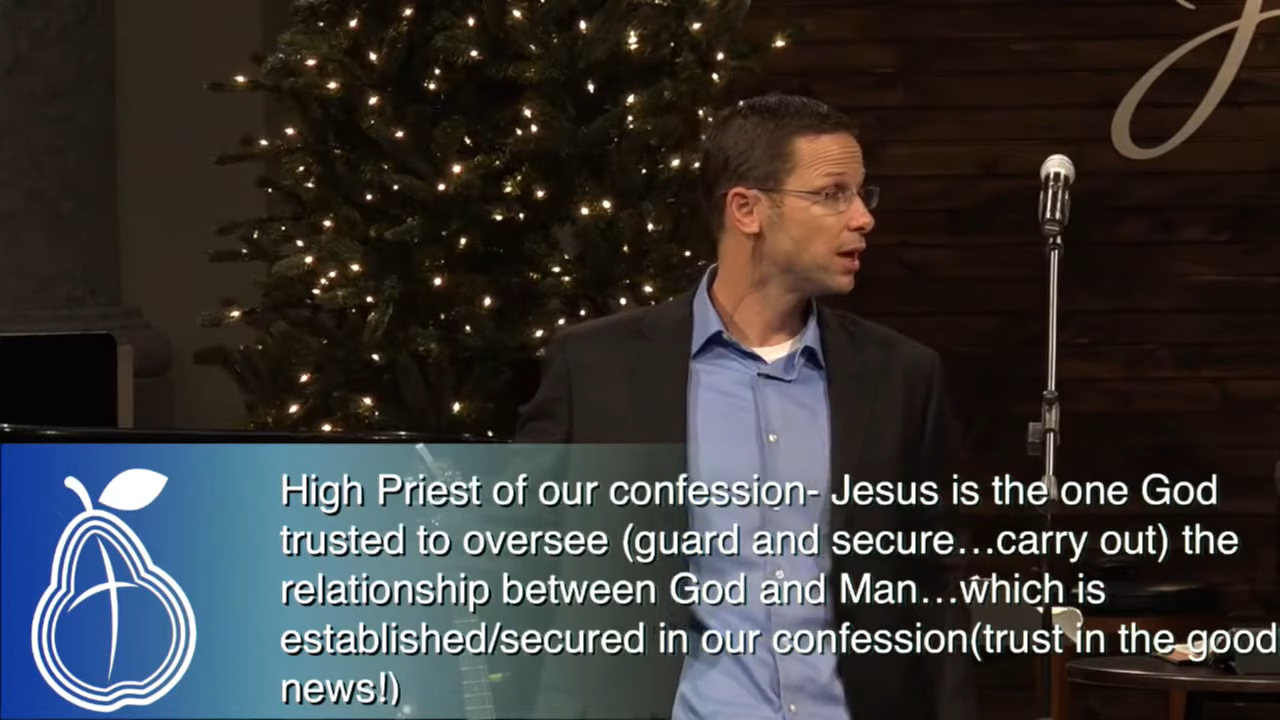 High Priest of our confession- Jesus is the one God
trusted to oversee (guard and secure...carry out) the
relationship between God and Man...which is
established/secured in our confession(trust in the good
news!)